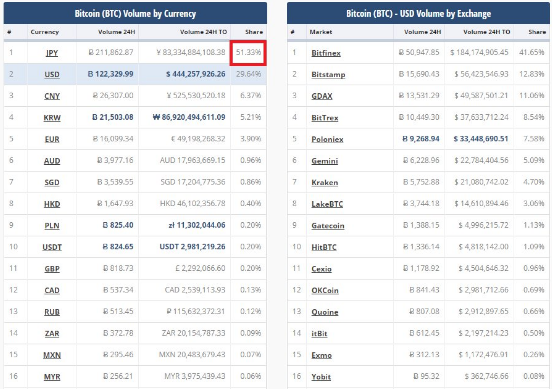 Bitcoin (BTC) Volume by Currency
# Currency Volume 24H Volume 24H TO Share
1 JPY Ƀ 211,862.87 ¥ 83,334,884,108.38 51.33%
2 USD Ƀ 122,329.99 $ 444,257,926.26 29.64%
3 CNY Ƀ 26,307.00 ¥ 525,530,520.18 6.37%
4 KRW Ƀ 21,503.08 ₩ 86,920,494,611.09 5.21%
5 EUR Ƀ 16,099.34 € 49,198,268.32 3.90%
6 AUD Ƀ 3,977.16 AUD 17,963,669.15 0.96%
7 SGD Ƀ 3,539.55 SGD 17,204,775.36 0.86%
8 HKD Ƀ 1,647.93 HKD 46,102,356.78 0.40%
9 PLN Ƀ 825.40 zł 11,302,044.06 0.20%
10 USDT Ƀ 824.65 USDT 2,981,219.26 0.20%
11 GBP Ƀ 818.73 £ 2,292,066.60 0.20%
12 CAD Ƀ 537.34 CAD 2,539,113.93 0.13%
13 RUB Ƀ 513.45 ₽ 115,632,372.31 0.12%
14 ZAR Ƀ 372.78 ZAR 20,154,787.33 0.09%
15 MXN Ƀ 295.46 MXN 20,483,679.43 0.07%
16 MYR Ƀ 256.21 MYR 3,975,439.43 0.06%
Bitcoin (BTC) - USD Volume by Exchange
# Market Volume 24H Volume 24H TO Share
1 Bitfinex Ƀ 50,947.85 $ 184,174,905.45 41.65%
2 Bitstamp Ƀ 15,690.43 $ 56,423,546.93 12.83%
3 GDAX Ƀ 13,531.29 $ 49,587,501.21 11.06%
4 BitTrex Ƀ 10,449.30 $ 37,633,712.24 8.54%
5 Poloniex Ƀ 9,268.94 $ 33,448,690.51 7.58%
6 Gemini Ƀ 6,228.96 $ 22,784,404.56 5.09%
7 Kraken Ƀ 5,752.88 $ 21,080,742.02 4.70%
8 LakeBTC Ƀ 3,744.18 $ 14,610,894.46 3.06%
9 Gatecoin Ƀ 1,388.15 $ 4,996,215.72 1.13%
10 HitBTC Ƀ 1,336.14 $ 4,818,142.00 1.09%
11 Cexio Ƀ 1,178.92 $ 4,504,646.32 0.96%
12 OKCoin Ƀ 841.43 $ 2,981,712.66 0.69%
13 Quoine Ƀ 807.08 $ 2,912,897.65 0.66%
14 itBit Ƀ 612.45 $ 2,197,214.23 0.50%
15 Exmo Ƀ 312.13 $ 1,172,476.91 0.26%
16 Yobit Ƀ 95.32 $ 362,746.66 0.08%